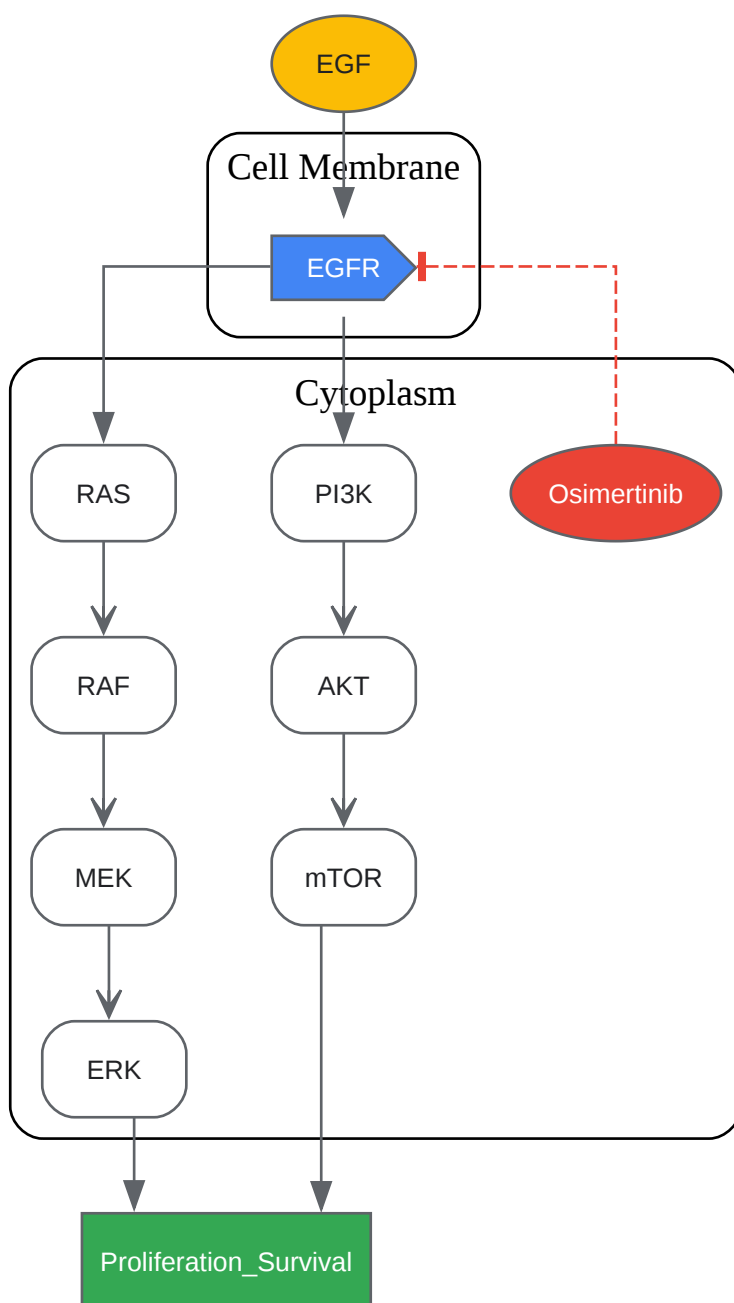 EGF
Cell Membrane
EGFR
Cytoplasm
RAS
PI3K
Osimertinib
RAF
AKT
MEK
mTOR
ERK
Proliferation_Survival